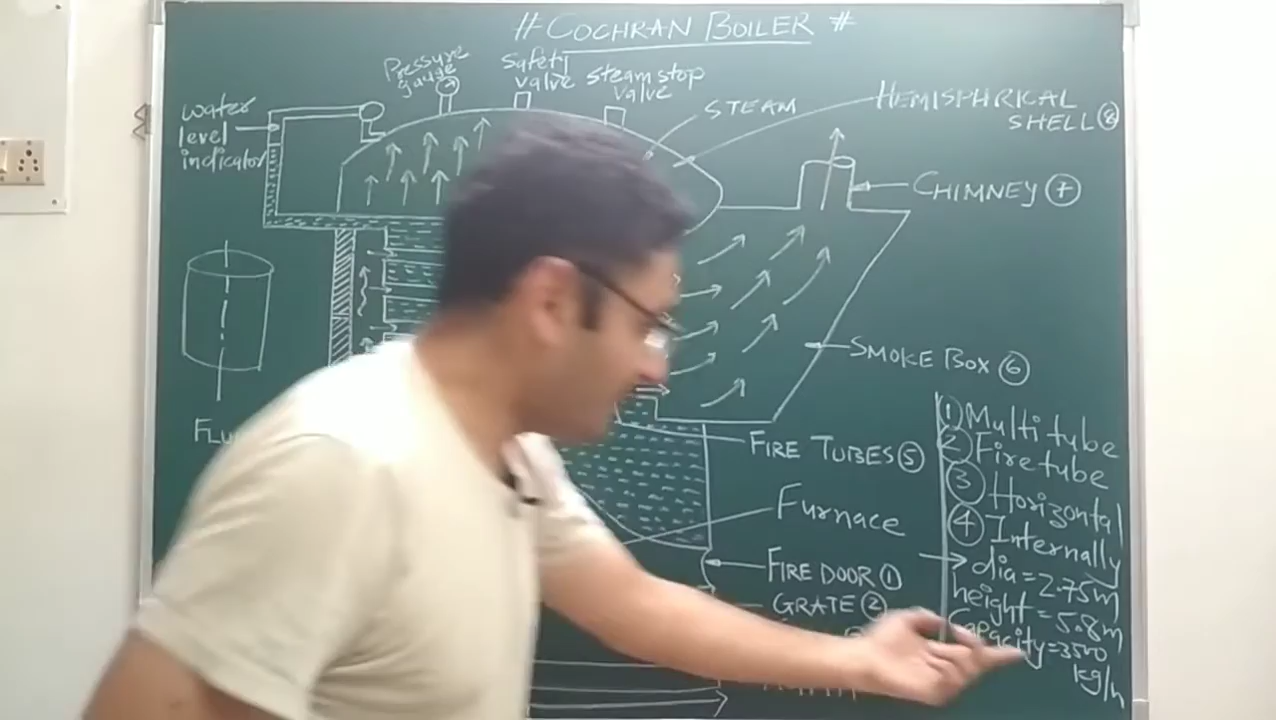 # COCHRAN BOILER #
Pressure
gauge
Safety
valve
Steam stop
valve
STEAM
HEMISPHRICAL
SHELL 8
water
level
indicator
CHIMNEY 7
SMOKE BOX 6
FIRE TUBES 5
Furnace
FIRE DOOR 1
GRATE 2
1 Multi tube
2 Fire tube
3 Horizontal
4 Internally
dia = 2.75m
height = 5.8m
Capacity = 3500
kg/h